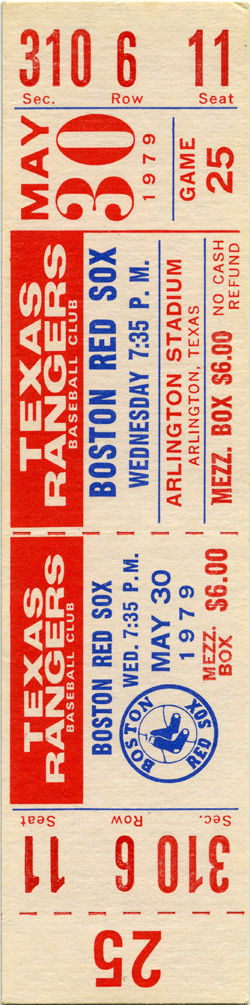 310 6 11
Sec. Row Seat
MAY
30
1979
GAME
25
TEXAS
RANGERS
BASEBALL CLUB
BOSTON RED SOX
WEDNESDAY 7:35 P. M.
ARLINGTON STADIUM
ARLINGTON, TEXAS
MEZZ. BOX $6.00
NO CASH
REFUND
TEXAS
RANGERS
BASEBALL CLUB
BOSTON RED SOX
WED. 7:35 P. M.
MAY 30
1979
MEZZ.
BOX
$6.00
BOSTON
RED SOX
Sec. Row Seat
310 6 11
25